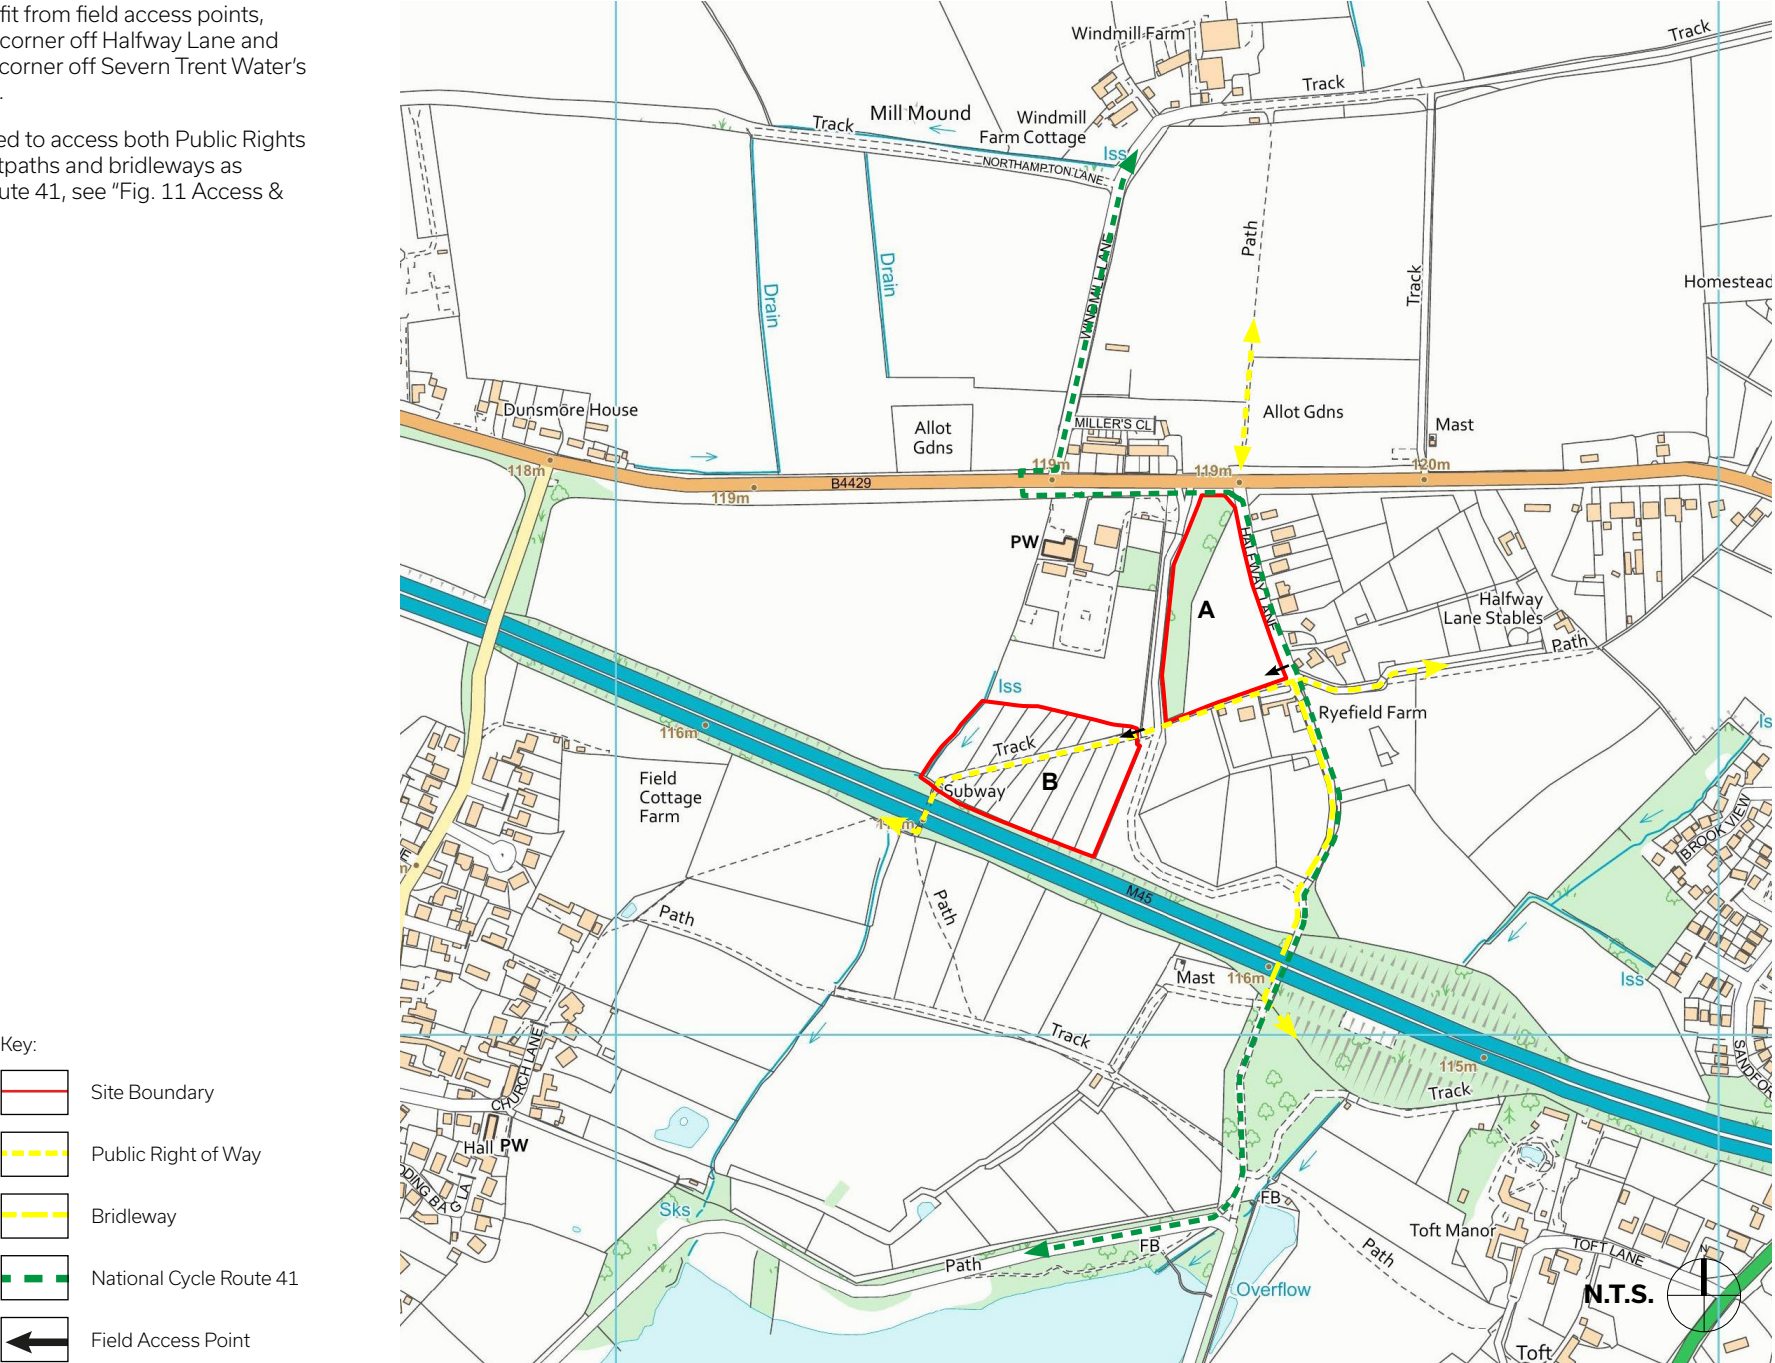 fit from field access points,
corner off Halfway Lane and
corner off Severn Trent Water's
.
ed to access both Public Rights
tpaths and bridleways as
ute 41, see "Fig. 11 Access &
Windmill Farm
Track
Track
Mill Mound
Windmill
Farm Cottage
Track
Iss
NORTHAMPTON LANE
WINDMILL LANE
Path
Track
Drain
Drain
Homestead
Dunsmore House
Allot
Gdns
MILLER'S CL
Allot Gdns
Mast
118m
119m
B4429
119m
119m
120m
PW
HALFWAY LANE
A
Halfway
Lane Stables
Path
Iss
Ryefield Farm
116m
Track
B
Subway
Field
Cottage
Farm
M45
Path
Path
BROOK VIEW
Iss
Mast
116m
Track
115m
Track
SANDFOR
CHURCH LANE
Hall PW
Sks
FB
FB
Path
Path
Toft Manor
TOFT LANE
Overflow
N
N.T.S.
Toft
Key:
Site Boundary
Public Right of Way
Bridleway
National Cycle Route 41
Field Access Point